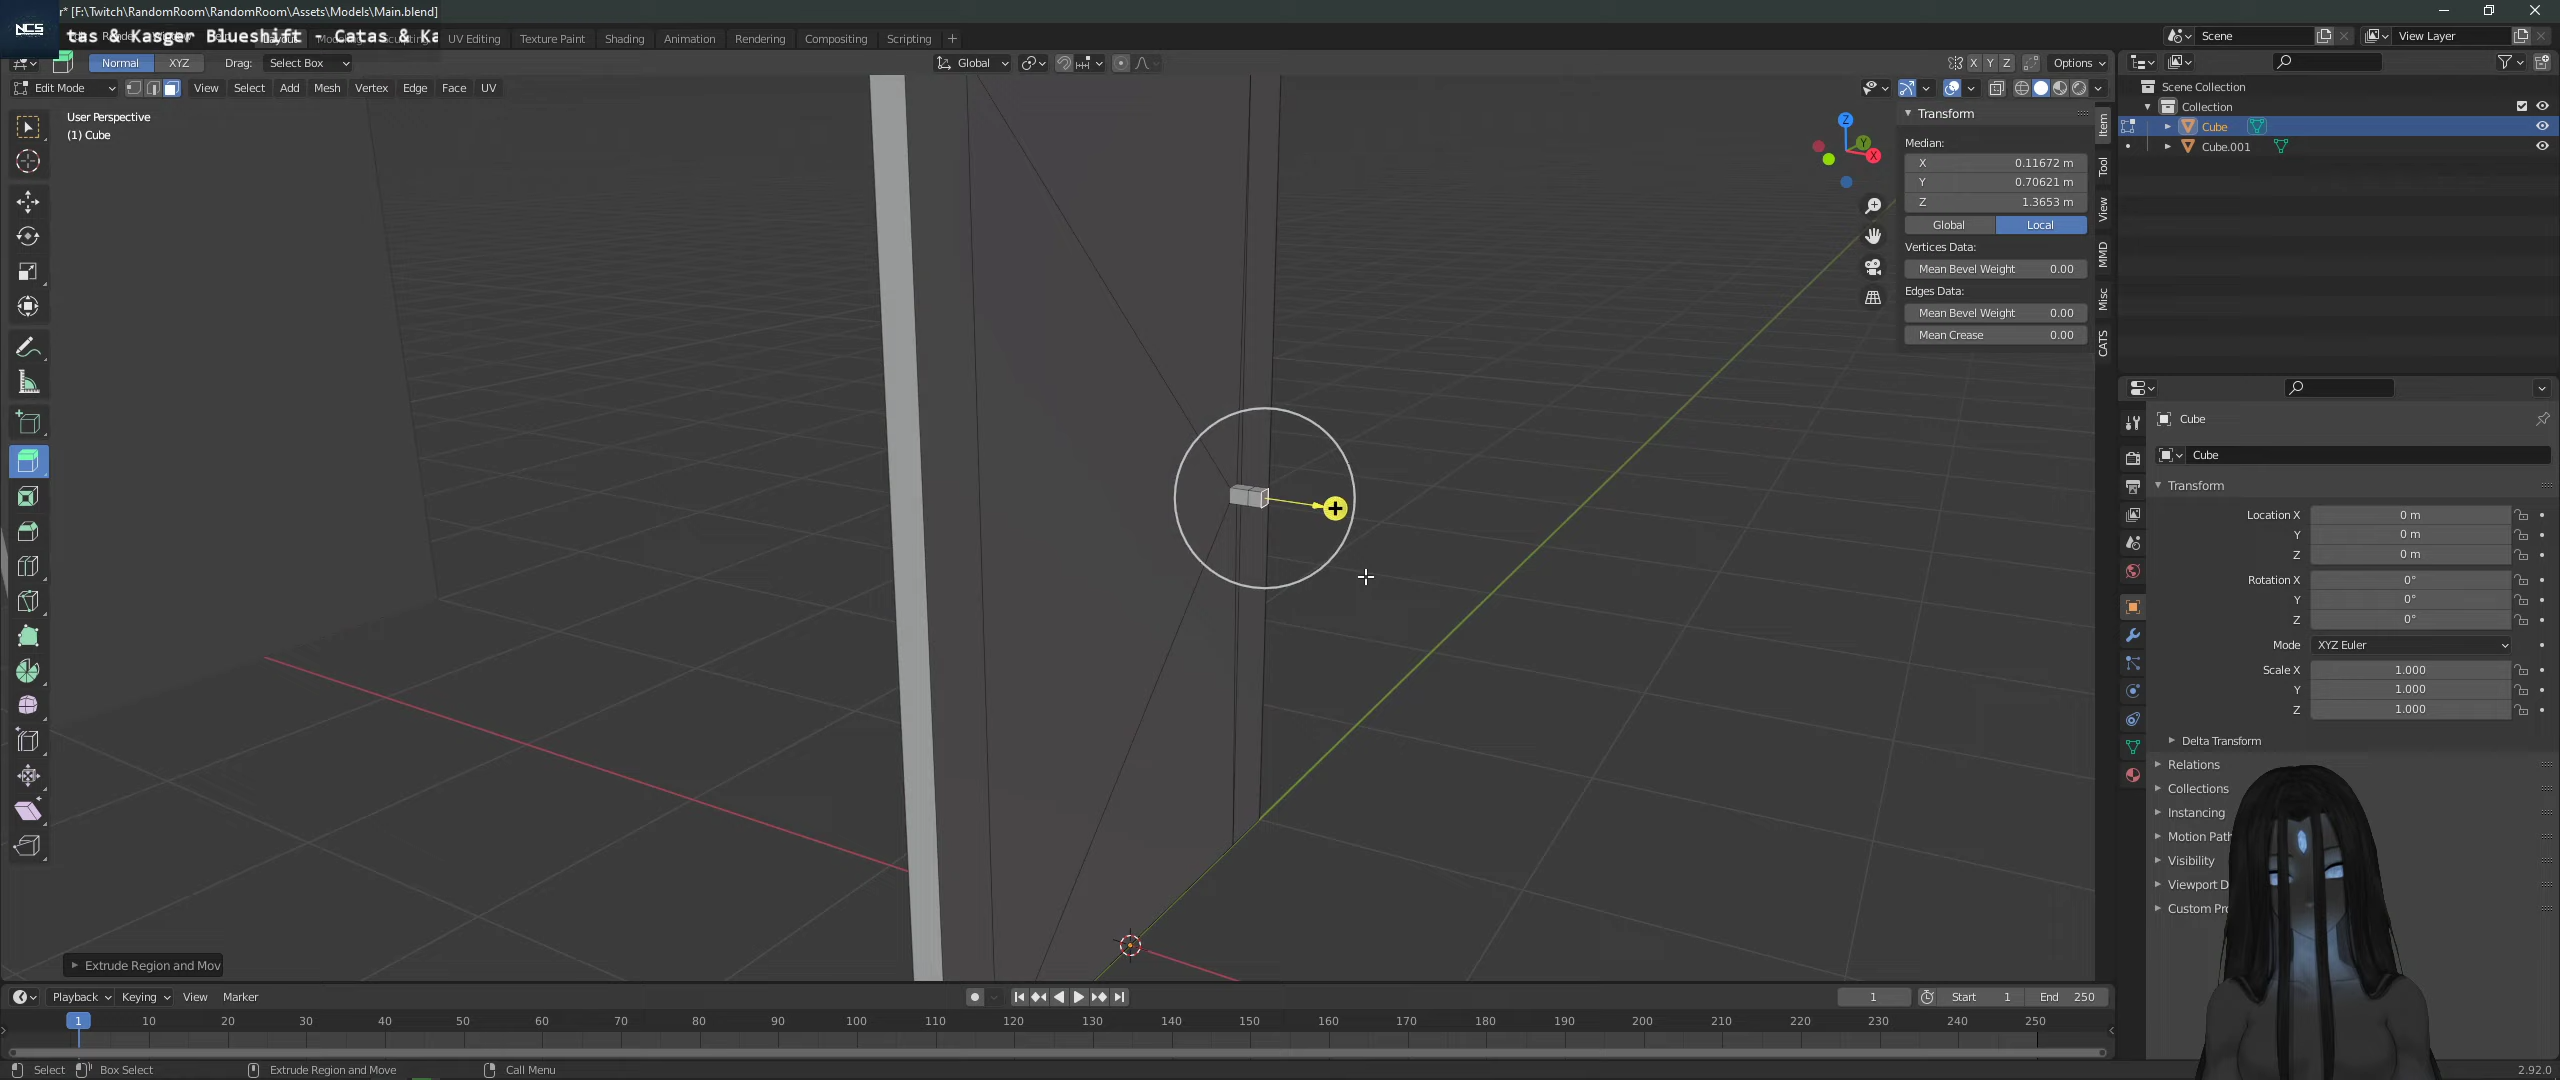 r* [F:\Twitch\RandomRoom\RandomRoom\Assets\Models\Main.blend]
NCS
tas & Kasger Blueshift - Catas & Ka
UV Editing Texture Paint Shading Animation Rendering Compositing Scripting
Scene View Layer
Normal XYZ Drag: Select Box Global X Y Z Options
Edit Mode View Select Add Mesh Vertex Edge Face UV
User Perspective
(1) Cube
Z
Y
X
Transform
Median:
X 0.11672 m
Y 0.70621 m
Z 1.3653 m
Global Local
Vertices Data:
Mean Bevel Weight 0.00
Edges Data:
Mean Bevel Weight 0.00
Mean Crease 0.00
Item
Tool
View
MMD
Misc
CATS
Scene Collection
Collection
Cube
Cube.001
Cube
Cube
Transform
Location X 0 m
Y 0 m
Z 0 m
Rotation X 0°
Y 0°
Z 0°
Mode XYZ Euler
Scale X 1.000
Y 1.000
Z 1.000
Delta Transform
Relations
Collections
Instancing
Motion Pat
Visibility
Viewport D
Custom Pr
Extrude Region and Mov
Playback Keying View Marker
1 Start 1 End 250
1 10 20 30 40 50 60 70 80 90 100 110 120 130 140 150 160 170 180 190 200 210 220 230 240 250
Select Box Select Extrude Region and Move Call Menu
2.92.0